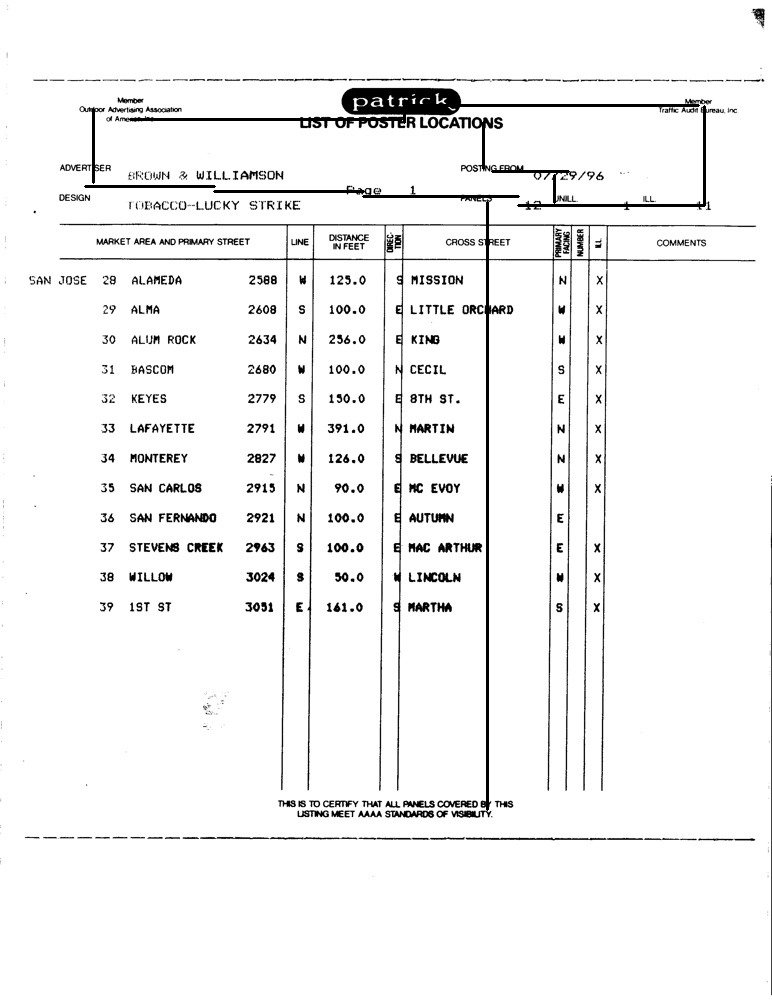 patrick
Member
Outdoor Advertising Association
of America, Inc.
Member
Traffic Audit Bureau, Inc.
LIST OF POSTER LOCATIONS
ADVERTISER BROWN & WILLIAMSON POSTING FROM 07/29/96
Page 1
DESIGN TOBACCO-LUCKY STRIKE PANELS 12 UNILL. 1 ILL. 11
MARKET AREA AND PRIMARY STREET LINE DISTANCE IN FEET DIRECTION CROSS STREET PRIMARY FACING NUMBER ILL COMMENTS
SAN JOSE 28 ALAMEDA 2588 W 125.0 S MISSION N X
29 ALMA 2608 S 100.0 E LITTLE ORCHARD W X
30 ALUM ROCK 2634 N 256.0 E KING W X
31 BASCOM 2680 W 100.0 N CECIL S X
32 KEYES 2779 S 150.0 E 8TH ST. E X
33 LAFAYETTE 2791 W 391.0 N MARTIN N X
34 MONTEREY 2827 W 126.0 S BELLEVUE N X
35 SAN CARLOS 2915 N 90.0 E MC EVOY W X
36 SAN FERNANDO 2921 N 100.0 E AUTUMN E
37 STEVENS CREEK 2963 S 100.0 E MAC ARTHUR E X
38 WILLOW 3024 S 50.0 W LINCOLN W X
39 1ST ST 3051 E 161.0 S MARTHA S X
THIS IS TO CERTIFY THAT ALL PANELS COVERED BY THIS
LISTING MEET AAAA STANDARDS OF VISIBILITY.